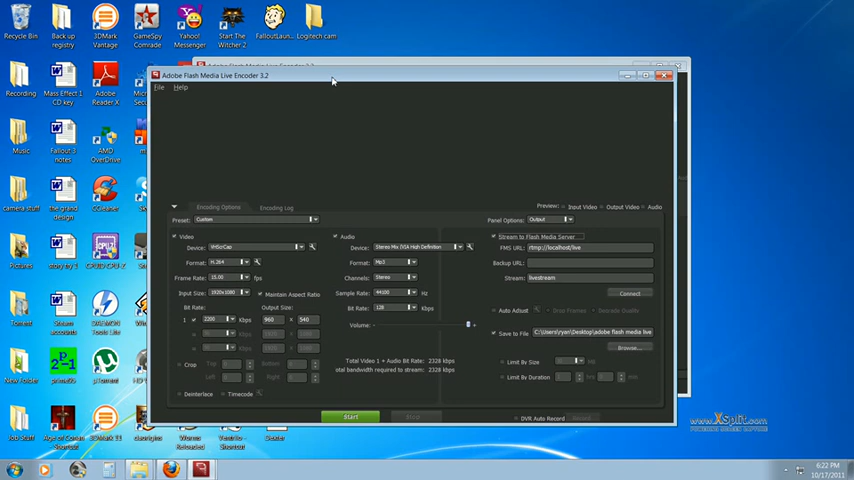 Recycle Bin
Back up registry
3DMark Vantage
GameSpy Comrade
Yahoo! Messenger
Start The Witcher 2
FalloutLaun...
Logitech cam
Recording
Mass Effect 1 CD key
Adobe Reader X
Music
Fallout 3 notes
AMD OverDrive
camera stuff
the grand design
CCleaner
Pictures
story try 1
Torrent
Steam accounts
DAEMON Tools
New Folder
prime95
µTorrent
Job Stuff
Age of Conan
3DMark 11
Worms Reloaded
Ventrilo -
Dexter
Adobe Flash Media Live Encoder 3.2
File Help
Encoding Options Encoding Log
Preview: Input Video Output Video Audio
Preset: Custom
Panel Options: Output
Video
Device: VHScrCap
Format: H.264
Frame Rate: 15.00 fps
Input Size: 1920x1080 Maintain Aspect Ratio
Bit Rate: Output Size:
1 2200 Kbps 960 X 540
Kbps
Kbps
Crop Top Bottom
Left Right
Deinterlace Timecode
Audio
Device: Stereo Mix (VIA High Definition
Format: Mp3
Channels: Stereo
Sample Rate: 44100 Hz
Bit Rate: 128 Kbps
Volume: - +
Total Video 1 + Audio Bit Rate: 2328 kbps
otal bandwidth required to stream: 2328 kbps
Stream to Flash Media Server
FMS URL: rtmp://localhost/live
Backup URL:
Stream: livestream
Connect
Auto Adjust Drop Frames Degrade Quality
Save to File C:\Users\ryan\Desktop\adobe flash media live
Browse...
Limit By Size MB
Limit By Duration
DVR Auto Record Record
Start Stop
www.XSplit.com
6:22 PM
10/17/2011